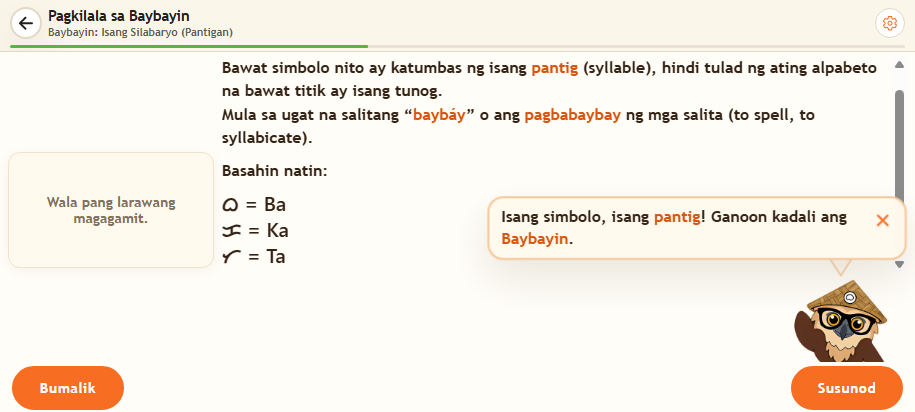 Pagkilala sa Baybayin
Baybayin: Isang Silabaryo (Pantigan)
Bawat simbolo nito ay katumbas ng isang pantig (syllable), hindi tulad ng ating alpabeto
na bawat titik ay isang tunog.
Mula sa ugat na salitang “baybáy” o ang pagbabaybay ng mga salita (to spell, to
syllabicate).
Basahin natin:
ᜊ = Ba
ᜃ = Ka
ᜆ = Ta
Wala pang larawang
magagamit.
Isang simbolo, isang pantig! Ganoon kadali ang
Baybayin.
Bumalik
Susunod